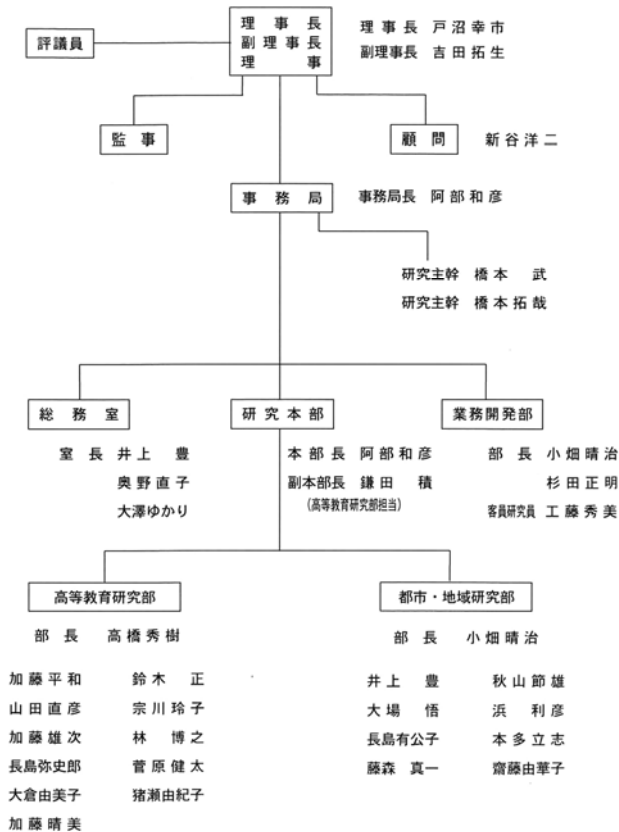 理事長
副理事長
理事
理事長 戸沼幸市
副理事長 吉田拓生
評議員
監事
顧問
新谷洋二
事務局
事務局長 阿部和彦
研究主幹 橋本 武
研究主幹 橋本拓哉
総務室
研究本部
業務開発部
室長 井上 豊
奥野直子
大澤ゆかり
本部長 阿部和彦
副本部長 鎌田 積
(高等教育研究部担当)
部長 小畑晴治
杉田正明
客員研究員 工藤秀美
高等教育研究部
都市・地域研究部
部長 高橋秀樹
加藤平和 鈴木 正
山田直彦 宗川玲子
加藤雄次 林 博之
長島弥史郎 菅原健太
大倉由美子 猪瀬由紀子
加藤晴美
部長 小畑晴治
井上 豊 秋山節雄
大場 悟 浜 利彦
長島有公子 本多立志
藤森真一 齋藤由華子